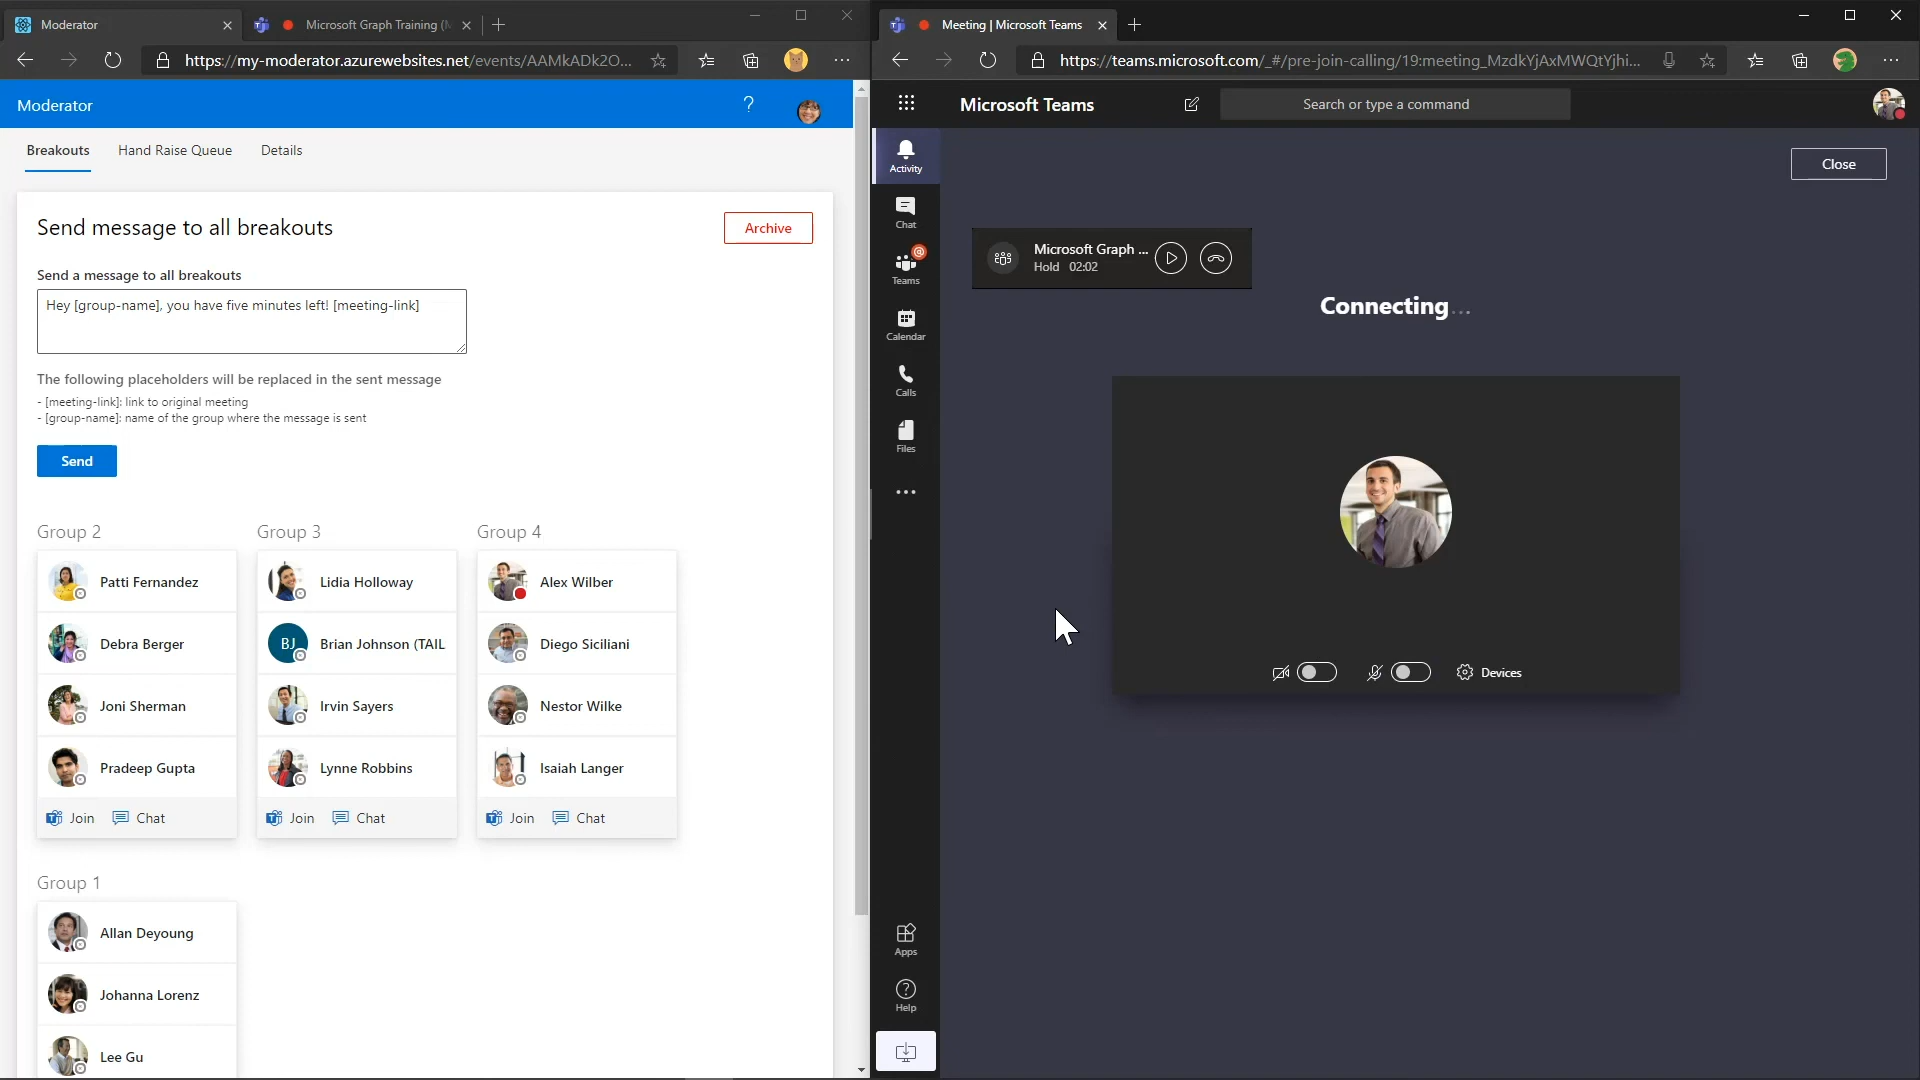 Moderator
Microsoft Graph Training (
https://my-moderator.azurewebsites.net/events/AAMkADk2O...
Moderator
?
Breakouts
Hand Raise Queue
Details
Send message to all breakouts
Archive
Send a message to all breakouts
Hey [group-name], you have five minutes left! [meeting-link]
The following placeholders will be replaced in the sent message
- [meeting-link]: link to original meeting
- [group-name]: name of the group where the message is sent
Send
Group 2
Patti Fernandez
Debra Berger
Joni Sherman
Pradeep Gupta
Join
Chat
Group 3
Lidia Holloway
BJ
Brian Johnson (TAIL
Irvin Sayers
Lynne Robbins
Join
Chat
Group 4
Alex Wilber
Diego Siciliani
Nestor Wilke
Isaiah Langer
Join
Chat
Group 1
Allan Deyoung
Johanna Lorenz
Lee Gu
Meeting | Microsoft Teams
https://teams.microsoft.com/_#/pre-join-calling/19:meeting_MzdkYjAxMWQtYjhi...
Microsoft Teams
Search or type a command
Activity
Chat
Teams
Calendar
Calls
Files
Apps
Help
Close
Microsoft Graph ...
Hold 02:02
Connecting...
Devices